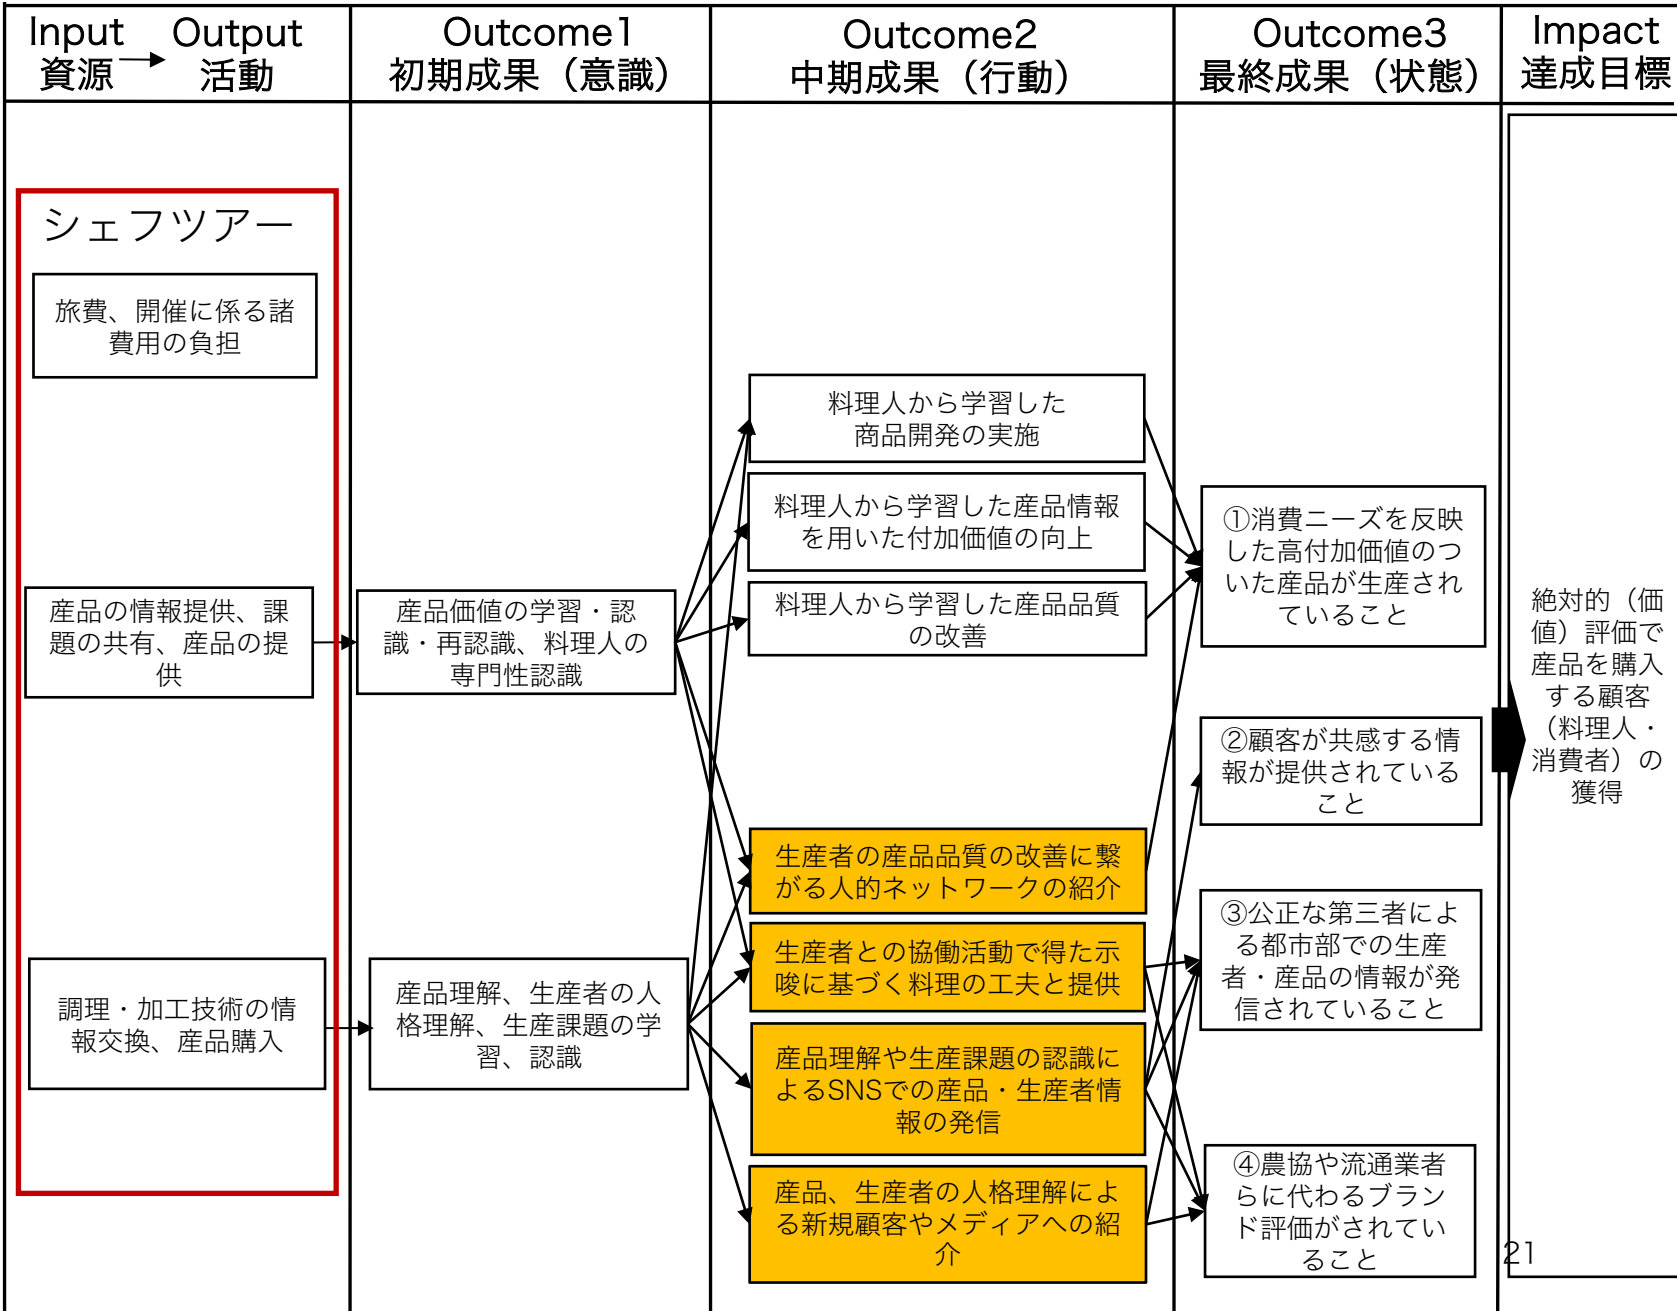 Input → Output
資源 活動
Outcome1
初期成果（意識）
Outcome2
中期成果（行動）
Outcome3
最終成果（状態）
Impact
達成目標
シェフツアー
旅費、開催に係る諸
費用の負担
産品の情報提供、課
題の共有、産品の提
供
調理・加工技術の情
報交換、産品購入
産品価値の学習・認
識・再認識、料理人の
専門性認識
産品理解、生産者の人
格理解、生産課題の学
習、認識
料理人から学習した
商品開発の実施
料理人から学習した産品情報
を用いた付加価値の向上
料理人から学習した産品品質
の改善
生産者の産品品質の改善に繋
がる人的ネットワークの紹介
生産者との協働活動で得た示
唆に基づく料理の工夫と提供
産品理解や生産課題の認識に
よるSNSでの産品・生産者情
報の発信
産品、生産者の人格理解によ
る新規顧客やメディアへの紹
介
①消費ニーズを反映
した高付加価値のつ
いた産品が生産され
ていること
②顧客が共感する情
報が提供されている
こと
③公正な第三者によ
る都市部での生産
者・産品の情報が発
信されていること
④農協や流通業者
らに代わるブラン
ド評価がされてい
ること
絶対的（価
値）評価で
産品を購入
する顧客
（料理人・
消費者）の
獲得
21